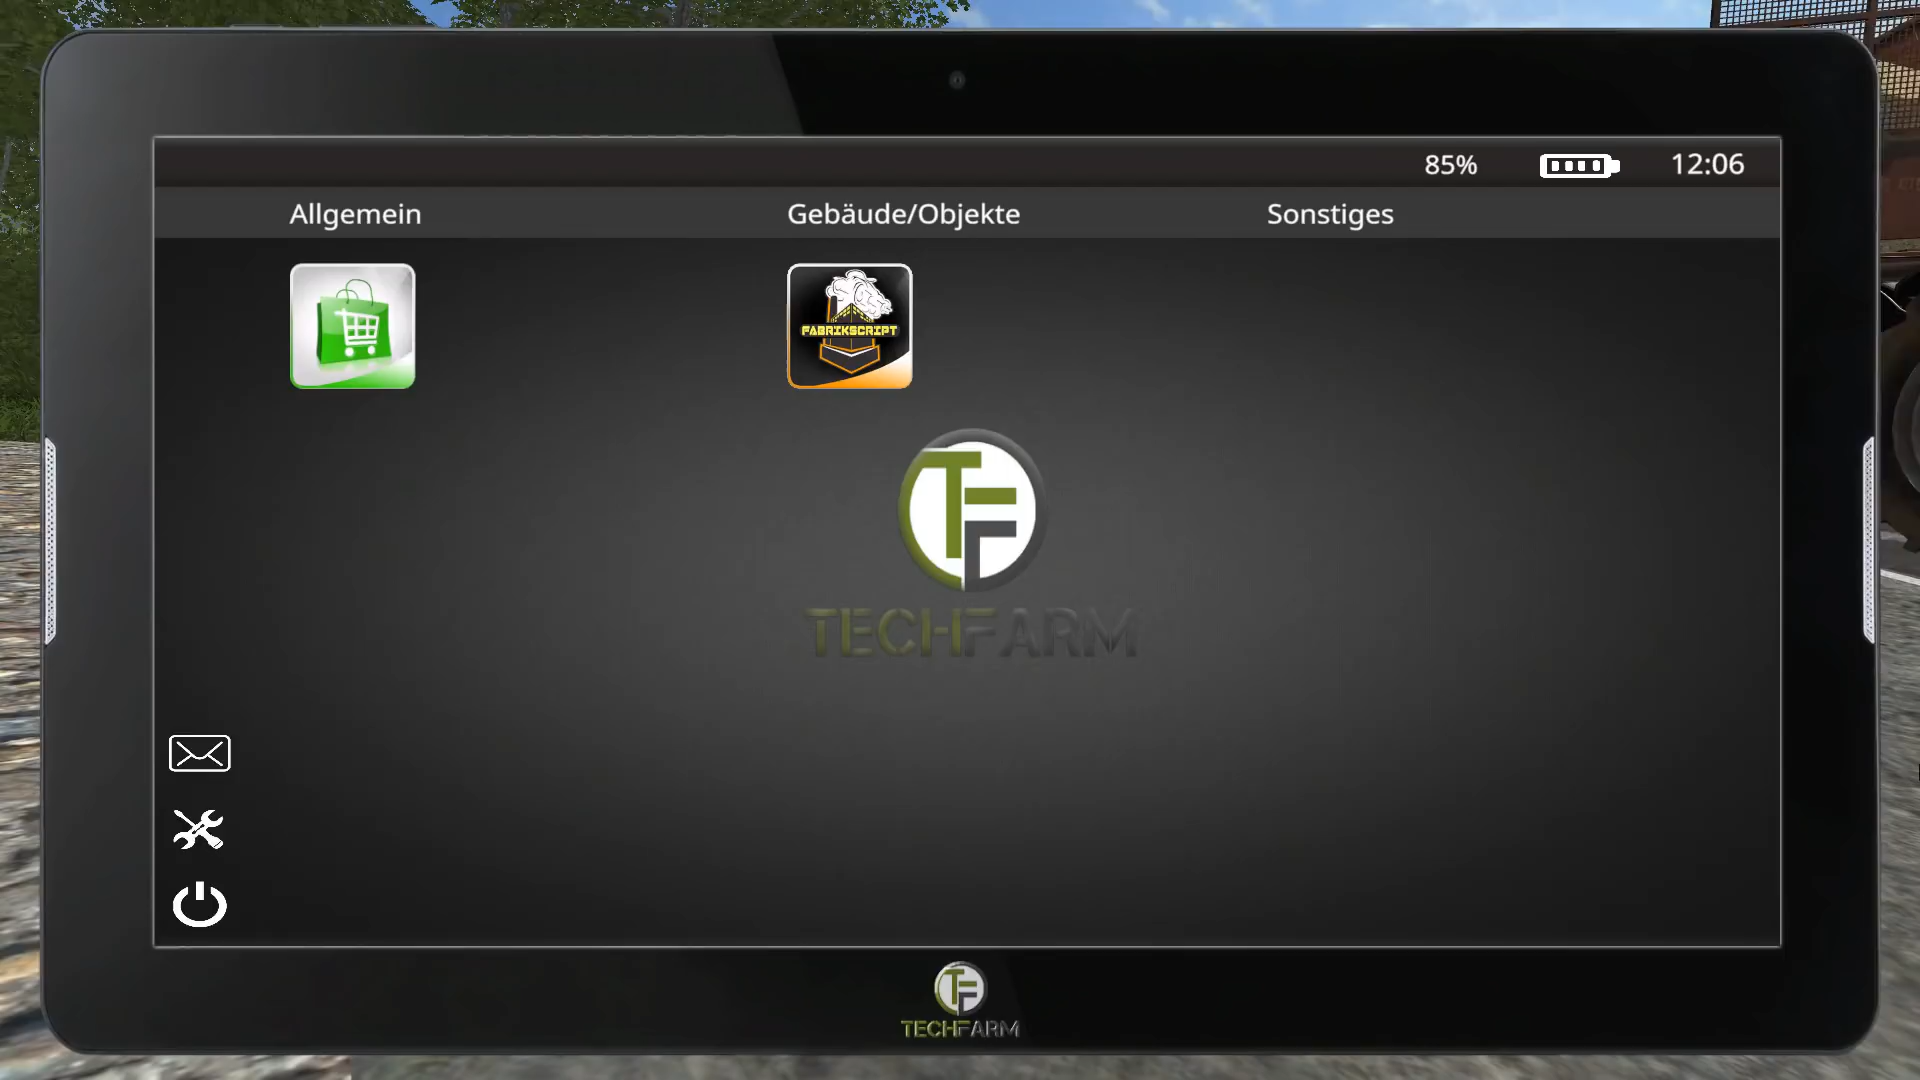 85% 12:06
Allgemein Gebäude/Objekte Sonstiges
FABRIKSCRIPT
TF
TECHFARM
TF
TECHFARM